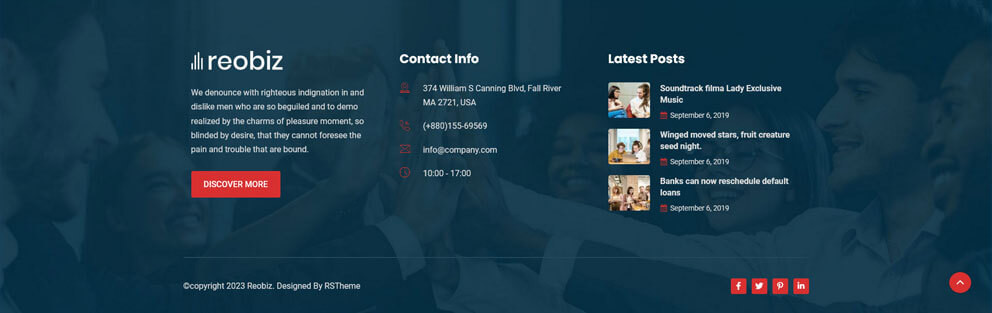 reobiz
We denounce with righteous indignation in and
dislike men who are so beguiled and to demo
realized by the charms of pleasure moment, so
blinded by desire, that they cannot foresee the
pain and trouble that are bound.
DISCOVER MORE
Contact Info
374 William S Canning Blvd, Fall River
MA 2721, USA
(+880)155-69569
info@company.com
10:00 - 17:00
Latest Posts
Soundtrack filma Lady Exclusive
Music
September 6, 2019
Winged moved stars, fruit creature
seed night.
September 6, 2019
Banks can now reschedule default
loans
September 6, 2019
©copyright 2023 Reobiz. Designed By RSTheme